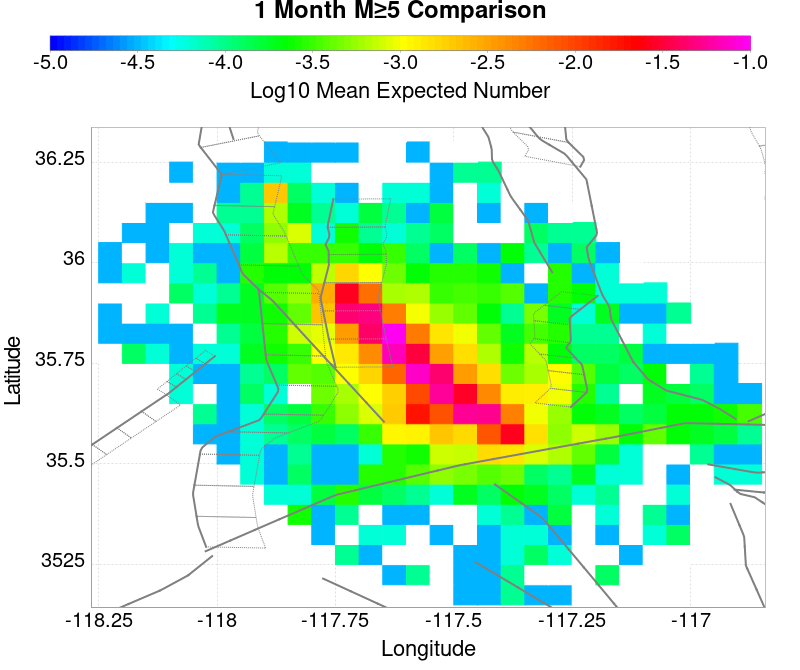 1 Month M≥5 Comparison
-5.0 -4.5 -4.0 -3.5 -3.0 -2.5 -2.0 -1.5 -1.0
Log10 Mean Expected Number
36.25
36
35.75
35.5
3525
Latitude
-118.25 -118 -117.75 -117.5 -117.25 -117
Longitude